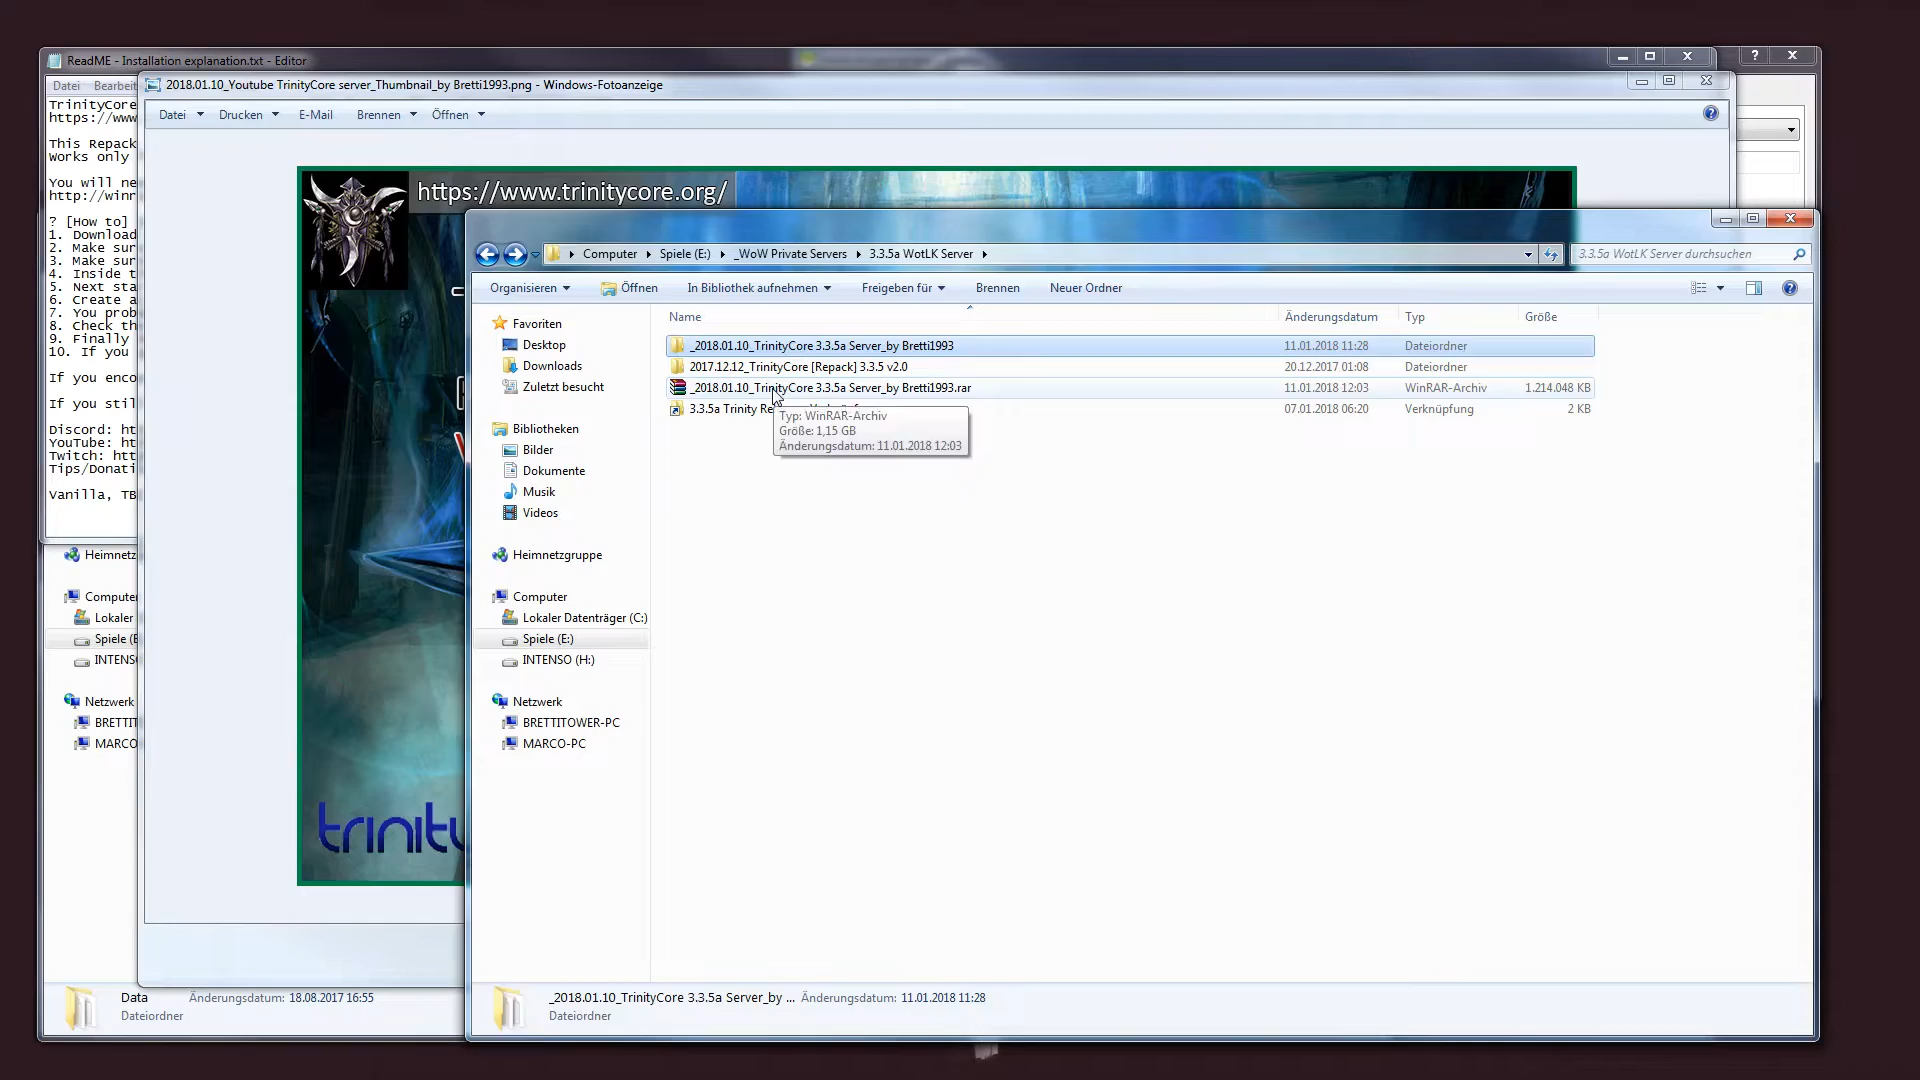 ReadME - Installation explanation.txt - Editor
Datei Bearbeit
TrinityCore
https://www
This Repack
Works only
You will ne
http://winr
? [How to]
1. Download
2. Make sur
3. Make sur
4. Inside t
5. Next sta
6. Create a
7. You prob
8. Check th
9. Finally
10. If you
If you enco
If you stil
Discord: ht
YouTube: htt
Twitch: htt
Tips/Donati
Vanilla, TB
Heimnetz
Computer
Lokaler
Spiele (E
INTENS
Netzwerk
BRETTIT
MARCO
Data Änderungsdatum: 18.08.2017 16:55
Dateiordner
2018.01.10_Youtube TrinityCore server_Thumbnail_by Bretti1993.png - Windows-Fotoanzeige
Datei Drucken E-Mail Brennen Öffnen
https://www.trinitycore.org/
trinity
Computer Spiele (E:) _WoW Private Servers 3.3.5a WotLK Server
3.3.5a WotLK Server durchsuchen
Organisieren Öffnen In Bibliothek aufnehmen Freigeben für Brennen Neuer Ordner
Favoriten
Desktop
Downloads
Zuletzt besucht
Bibliotheken
Bilder
Dokumente
Musik
Videos
Heimnetzgruppe
Computer
Lokaler Datenträger (C:)
Spiele (E:)
INTENSO (H:)
Netzwerk
BRETTITOWER-PC
MARCO-PC
Name Änderungsdatum Typ Größe
_2018.01.10_TrinityCore 3.3.5a Server_by Bretti1993 11.01.2018 11:28 Dateiordner
2017.12.12_TrinityCore [Repack] 3.3.5 v2.0 20.12.2017 01:08 Dateiordner
_2018.01.10_TrinityCore 3.3.5a Server_by Bretti1993.rar 11.01.2018 12:03 WinRAR-Archiv 1.214.048 KB
3.3.5a Trinity Re 07.01.2018 06:20 Verknüpfung 2 KB
Typ: WinRAR-Archiv
Größe: 1,15 GB
Änderungsdatum: 11.01.2018 12:03
_2018.01.10_TrinityCore 3.3.5a Server_by ... Änderungsdatum: 11.01.2018 11:28
Dateiordner